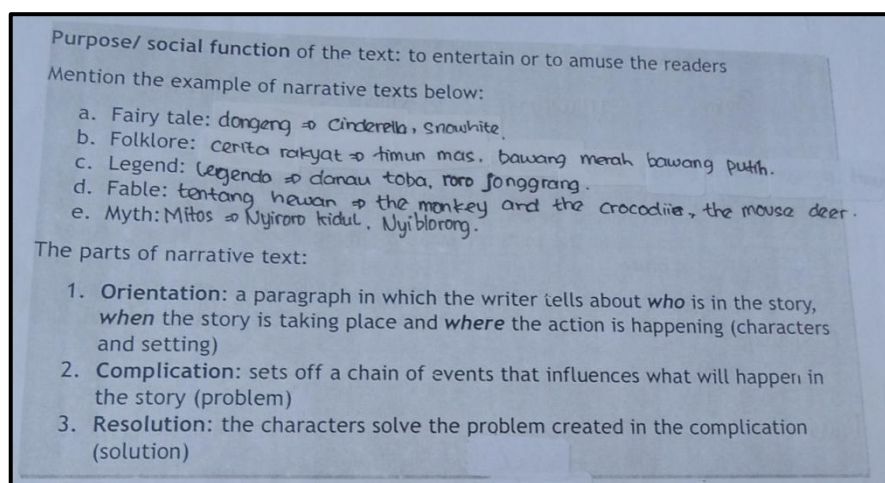 Purpose/ social function of the text: to entertain or to amuse the readers
Mention the example of narrative texts below:
a. Fairy tale: dongeng ⇒ Cinderella, snowhite.
b. Folklore: cerita rakyat ⇒ timun mas, bawang merah bawang putih.
c. Legend: Legenda ⇒ danau toba, roro jonggrang.
d. Fable: tentang hewan ⇒ the monkey and the crocodile, the mouse deer.
e. Myth: Mitos ⇒ Nyiroro kidul, Nyiblorong.
The parts of narrative text:
1. Orientation: a paragraph in which the writer tells about who is in the story,
when the story is taking place and where the action is happening (characters
and setting)
2. Complication: sets off a chain of events that influences what will happen in
the story (problem)
3. Resolution: the characters solve the problem created in the complication
(solution)